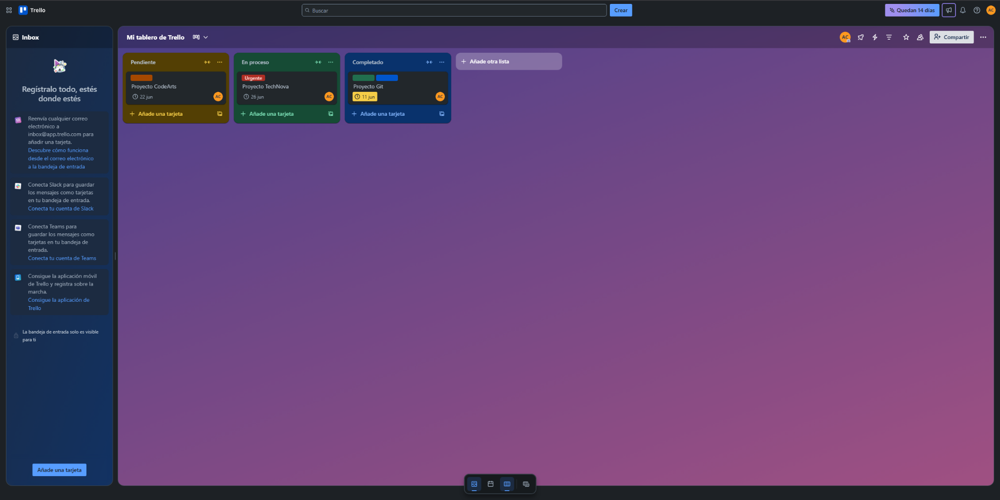 Trello
Buscar
Crear
Quedan 14 días
AC
Inbox
Regístralo todo, estés
donde estés
Reenvía cualquier correo
electrónico a
inbox@app.trello.com para
añadir una tarjeta.
Descubre cómo funciona
desde el correo electrónico
a la bandeja de entrada
Conecta Slack para guardar
los mensajes como tarjetas
en tu bandeja de entrada.
Conecta tu cuenta de Slack
Conecta Teams para
guardar los mensajes como
tarjetas en tu bandeja de
entrada.
Conecta tu cuenta de Teams
Consigue la aplicación móvil
de Trello y registra sobre la
marcha.
Consigue la aplicación de
Trello
La bandeja de entrada solo es visible
para ti
Añade una tarjeta
Mi tablero de Trello
AC
Compartir
Pendiente
Proyecto CodeArts
22 jun
AC
Añade una tarjeta
En proceso
Urgente
Proyecto TechNova
26 jun
AC
Añade una tarjeta
Completado
Proyecto Git
11 jun
AC
Añade una tarjeta
Añade otra lista